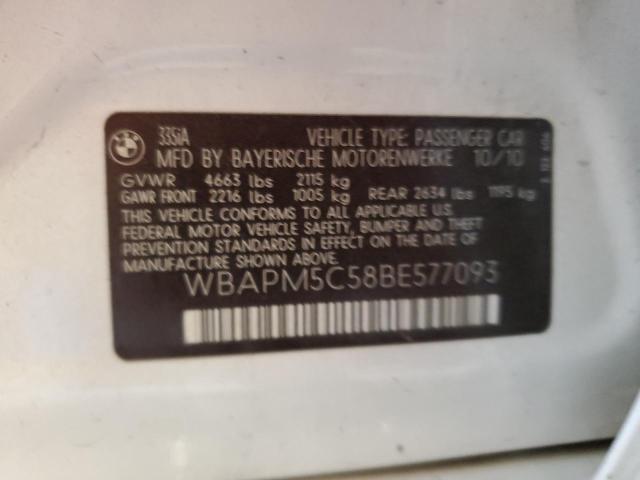 BMW
335iA VEHICLE TYPE: PASSENGER CAR
MFD BY BAYERISCHE MOTORENWERKE 10/10
GVWR 4663 lbs 2115 kg
GAWR FRONT 2216 lbs 1005 kg REAR 2634 lbs 1195 kg
THIS VEHICLE CONFORMS TO ALL APPLICABLE U.S.
FEDERAL MOTOR VEHICLE SAFETY, BUMPER AND THEFT
PREVENTION STANDARDS IN EFFECT ON THE DATE OF
MANUFACTURE SHOWN ABOVE.
WBAPM5C58BE577093